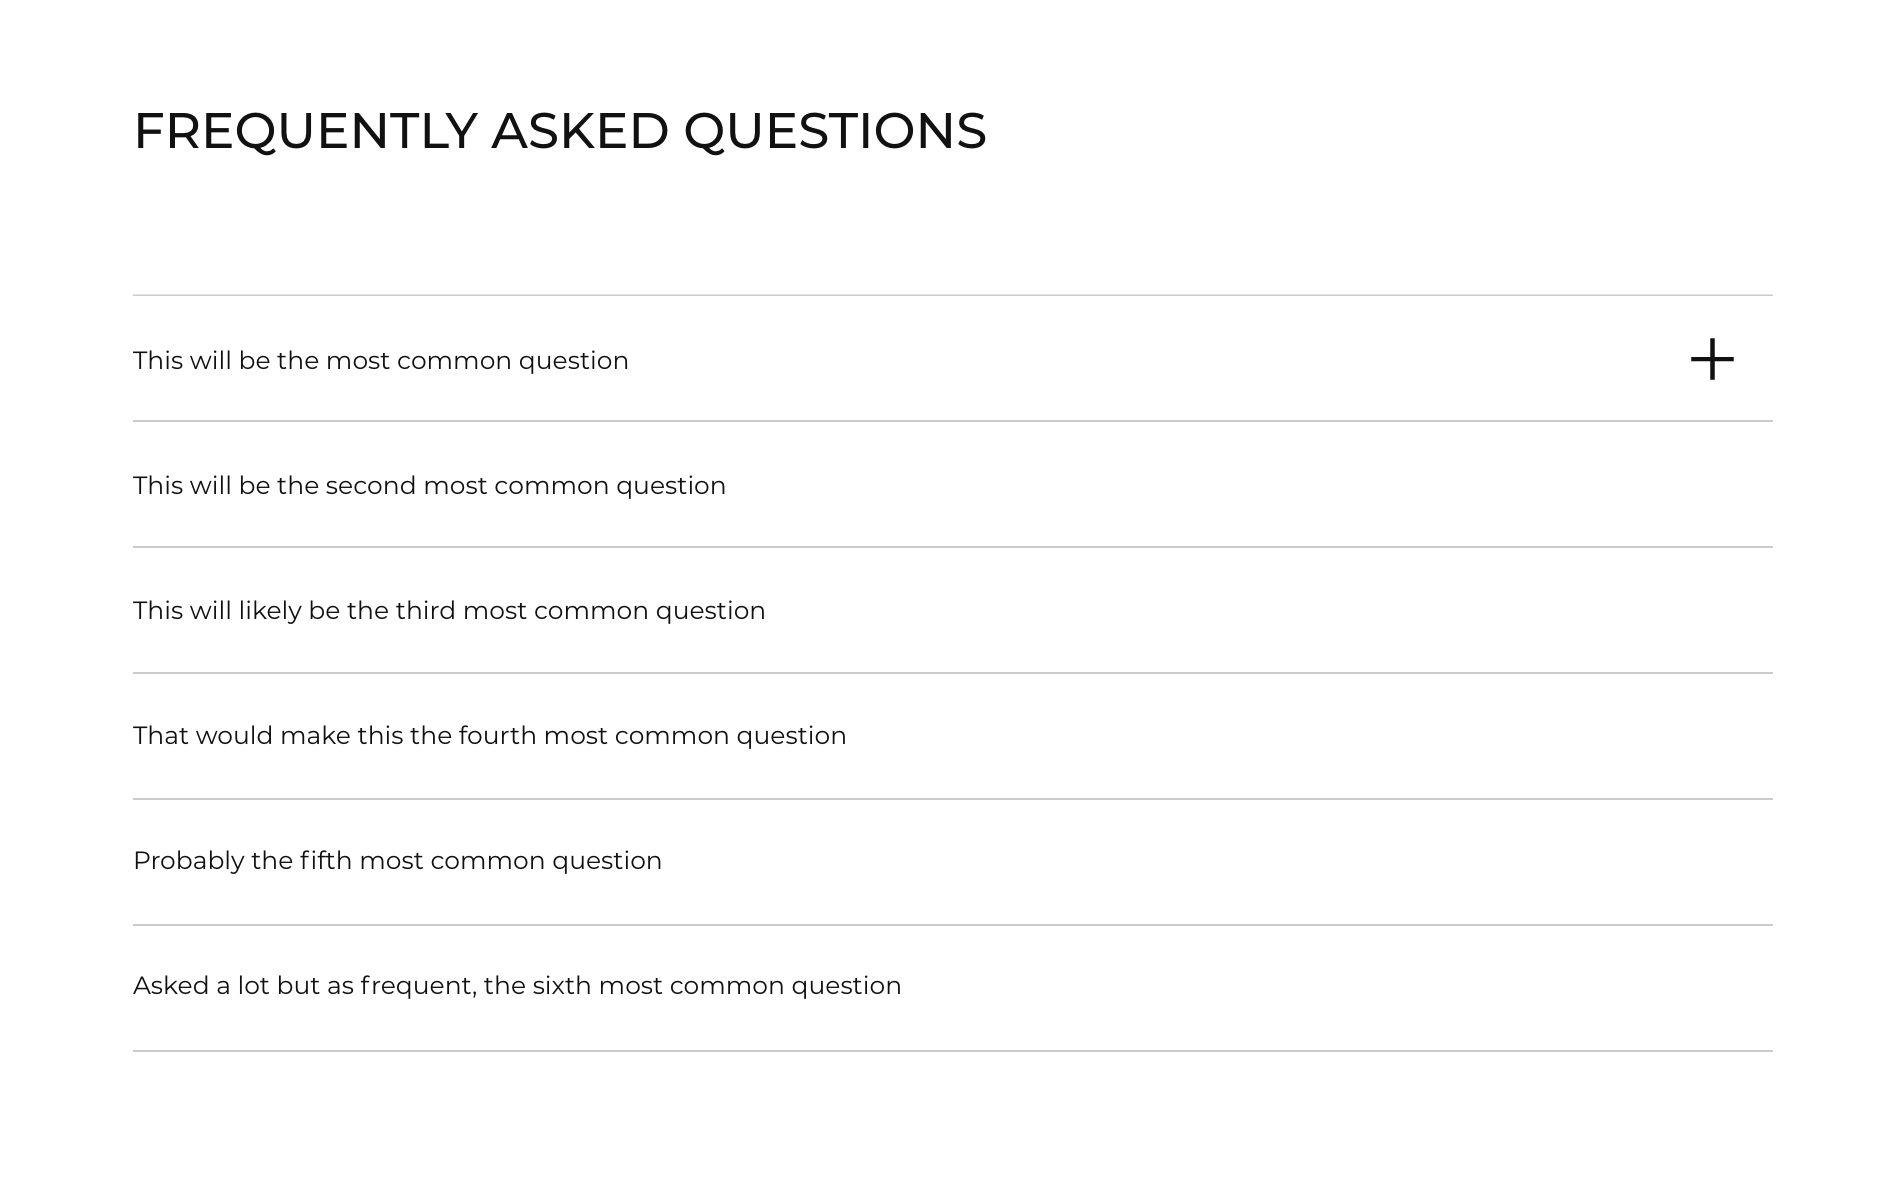 FREQUENTLY ASKED QUESTIONS
This will be the most common question
This will be the second most common question
This will likely be the third most common question
That would make this the fourth most common question
Probably the fifth most common question
Asked a lot but as frequent, the sixth most common question